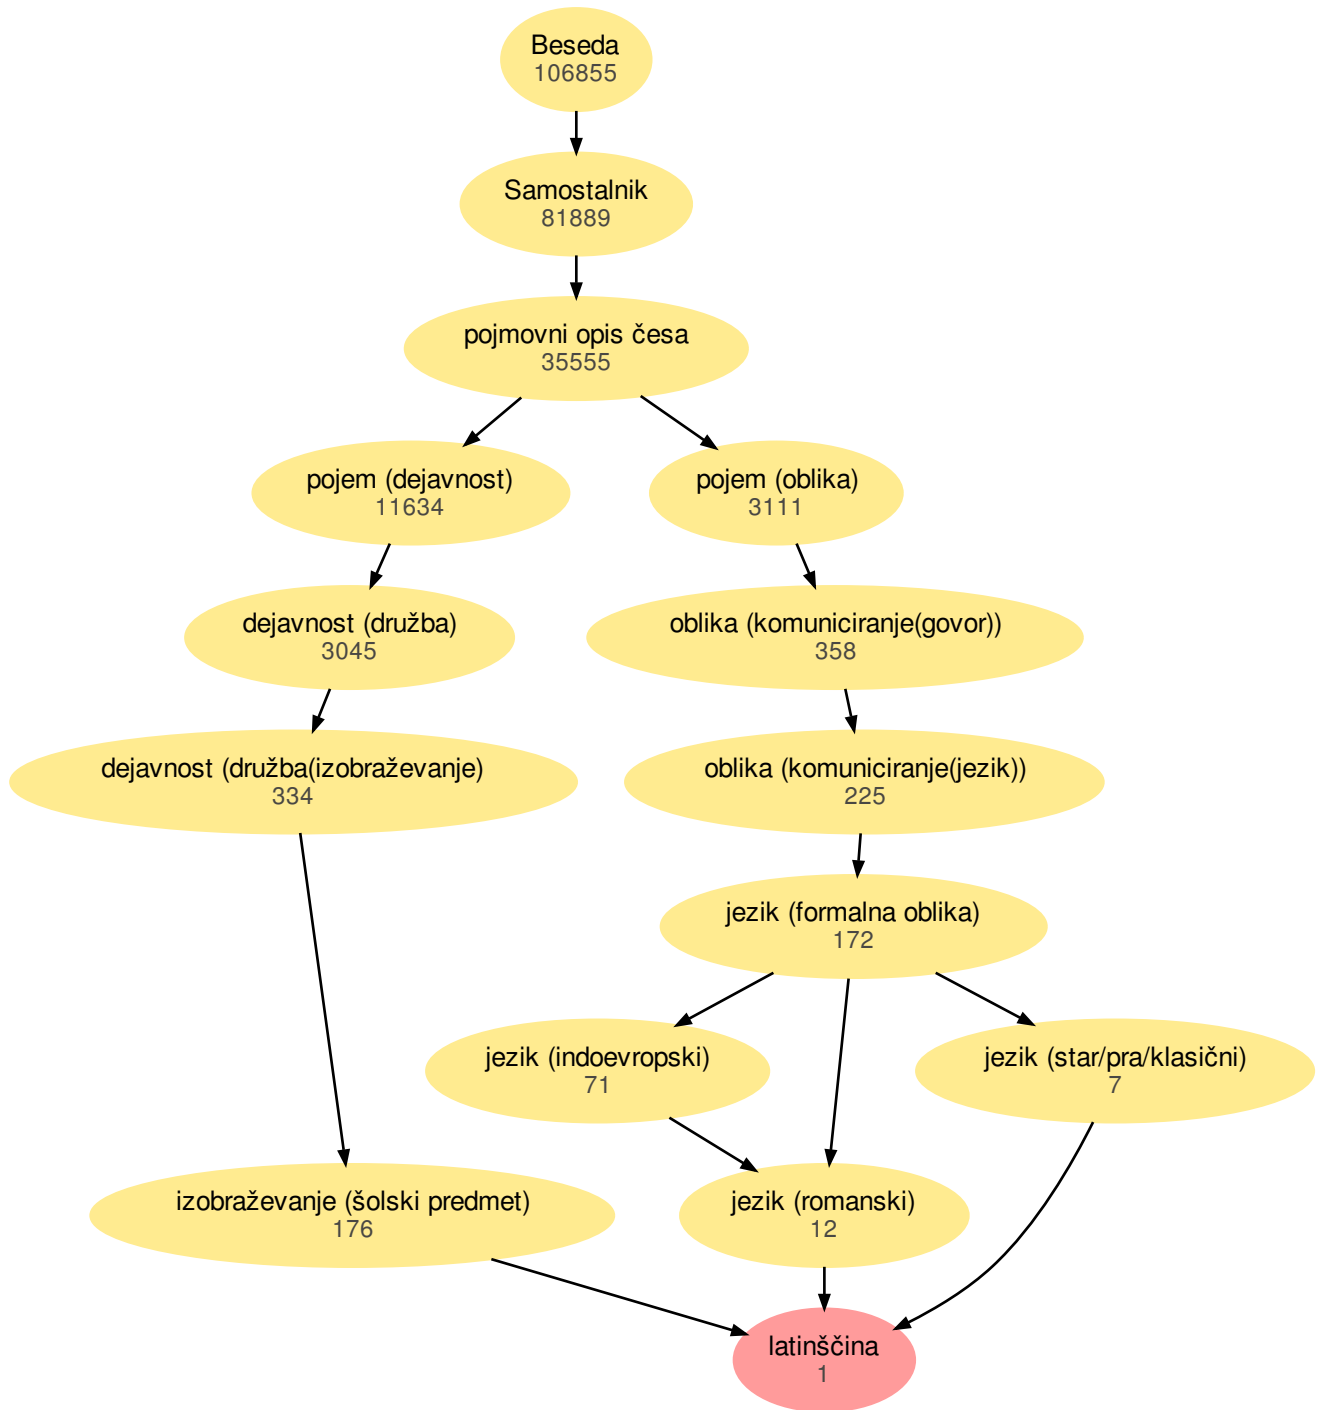 Beseda
106855
Samostalnik
81889
pojmovni opis česa
35555
pojem (dejavnost)
11634
pojem (oblika)
3111
dejavnost (družba)
3045
oblika (komuniciranje(govor))
358
dejavnost (družba(izobraževanje)
334
oblika (komuniciranje(jezik))
225
jezik (formalna oblika)
172
jezik (indoevropski)
71
jezik (star/pra/klasični)
7
izobraževanje (šolski predmet)
176
jezik (romanski)
12
latinščina
1